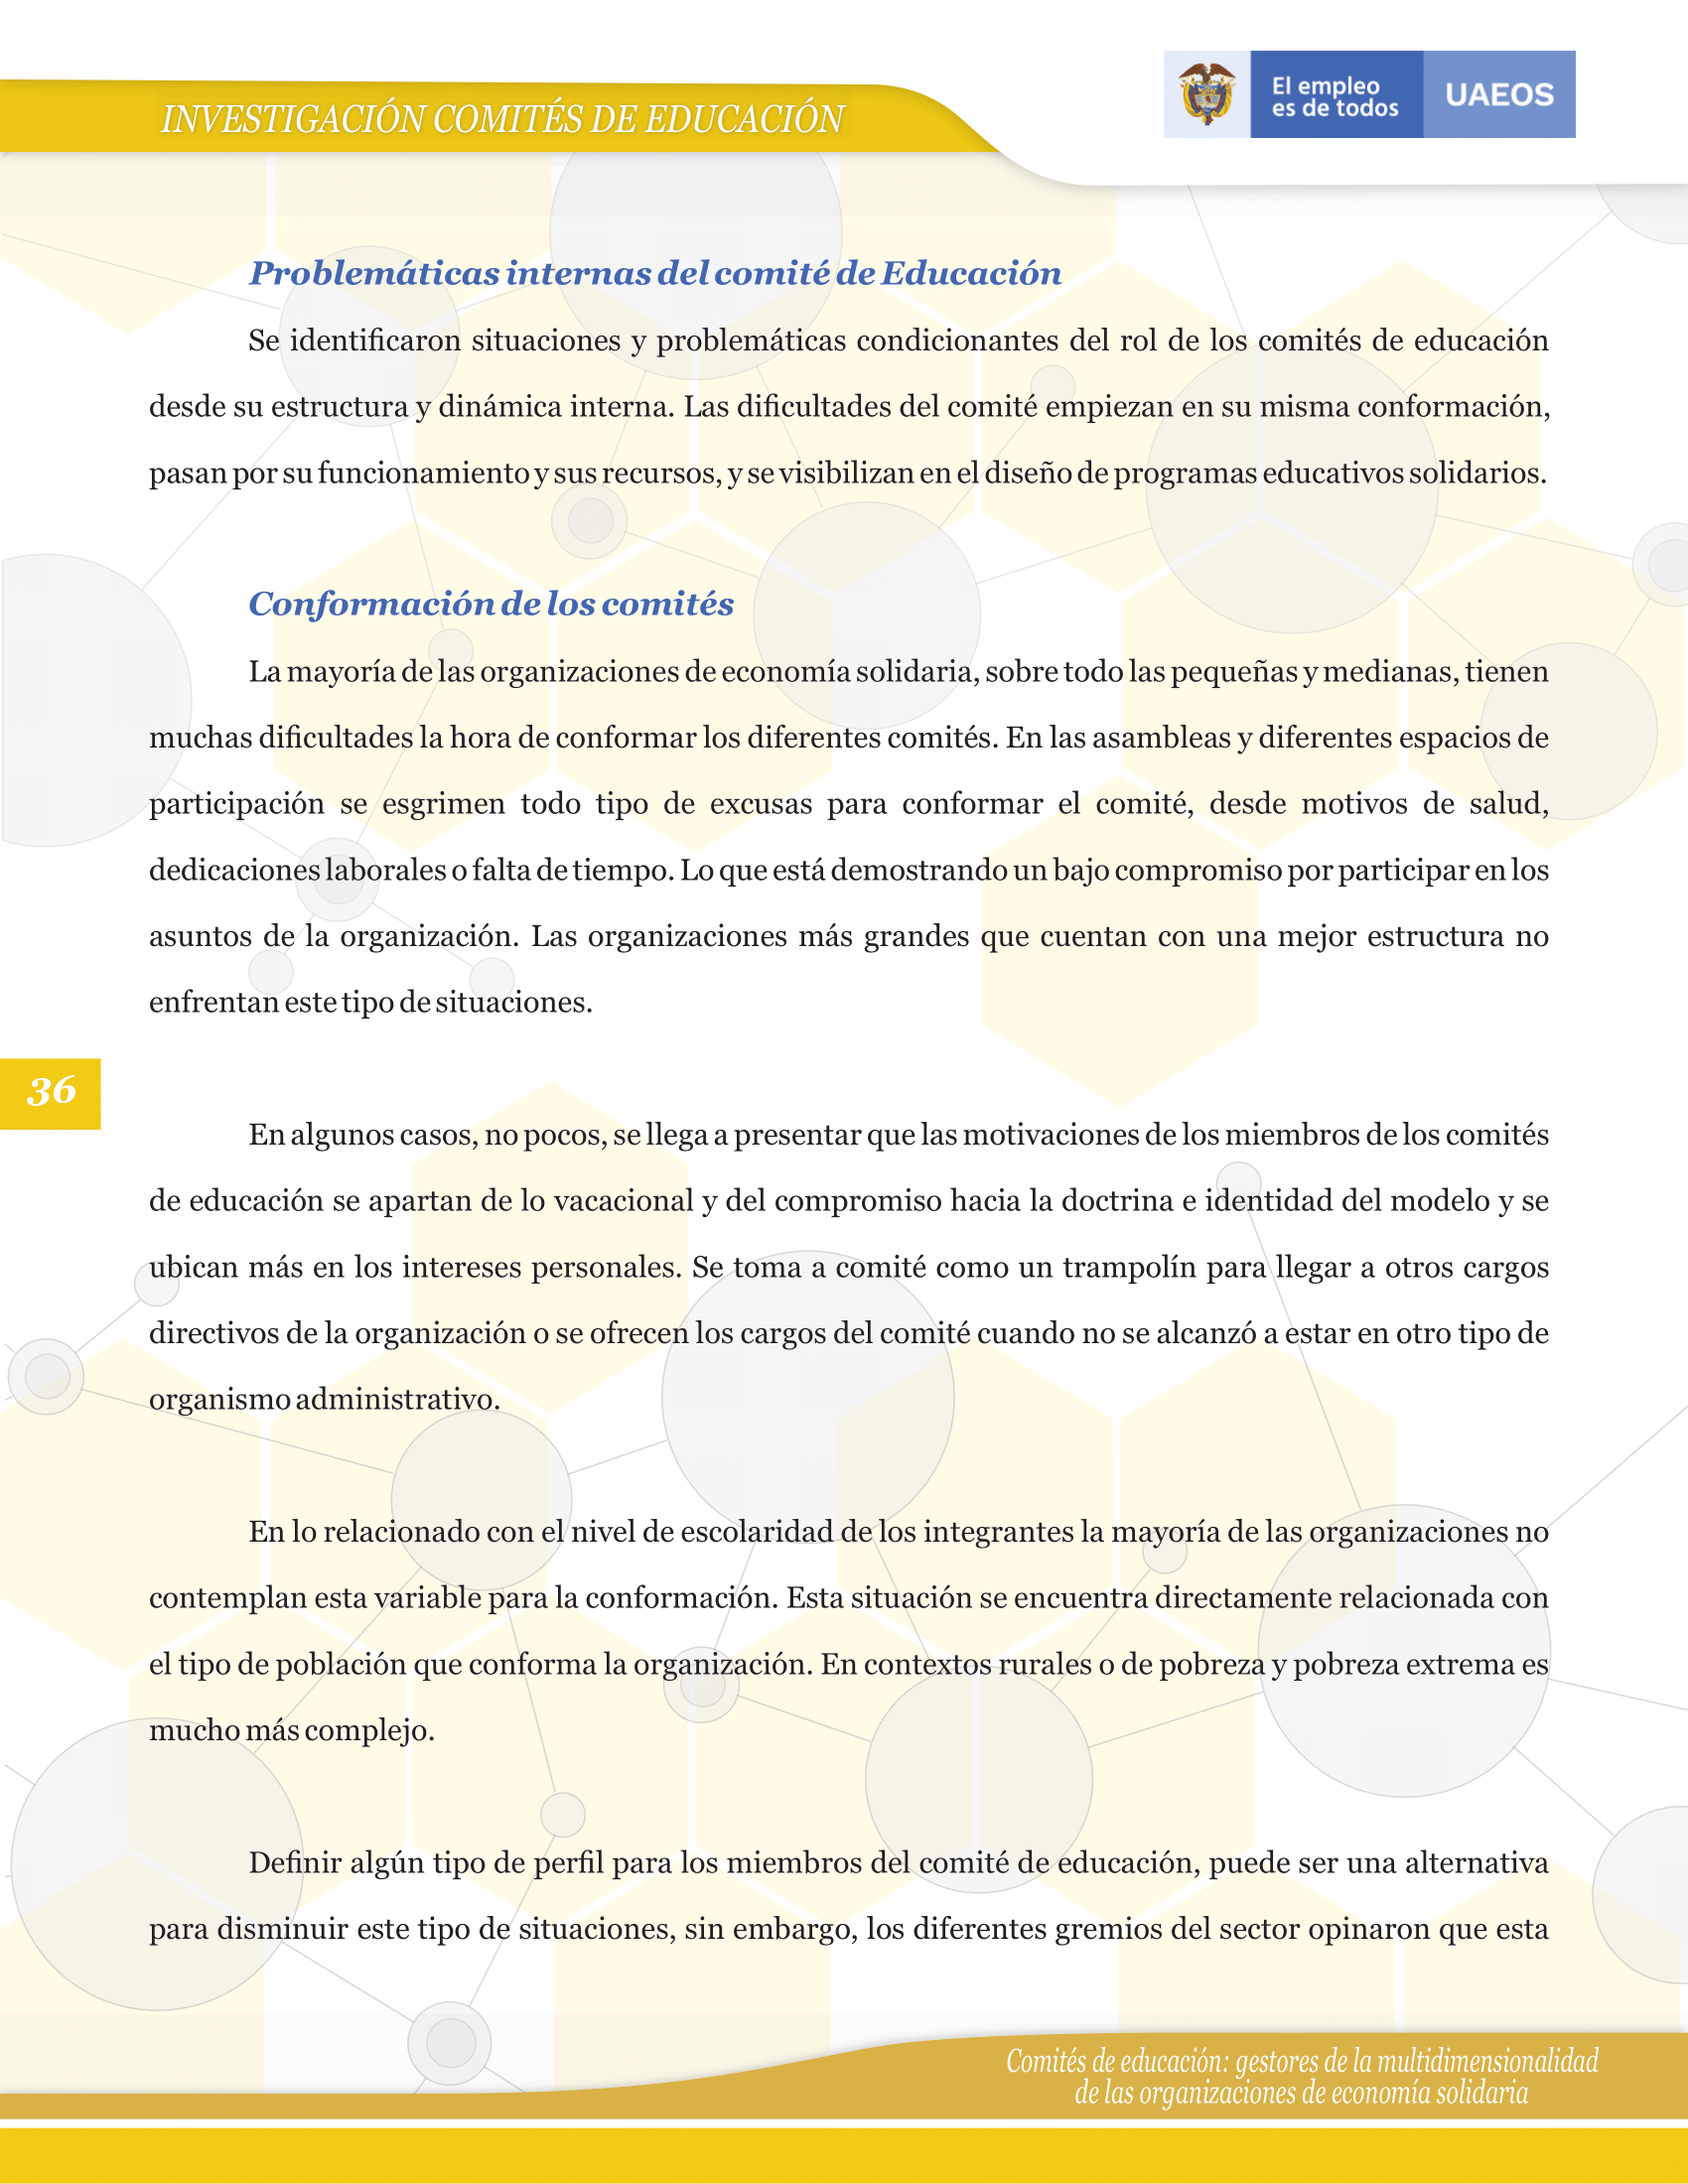 INVESTIGACIÓN COMITÉS DE EDUCACIÓN
El empleo
es de todos
UAEOS
Problemáticas internas del comité de Educación
Se identificaron situaciones y problemáticas condicionantes del rol de los comités de educación
desde su estructura y dinámica interna. Las dificultades del comité empiezan en su misma conformación,
pasan por su funcionamiento y sus recursos, y se visibilizan en el diseño de programas educativos solidarios.
Conformación de los comités
La mayoría de las organizaciones de economía solidaria, sobre todo las pequeñas y medianas, tienen
muchas dificultades la hora de conformar los diferentes comités. En las asambleas y diferentes espacios de
participación se esgrimen todo tipo de excusas para conformar el comité, desde motivos de salud,
dedicaciones laborales o falta de tiempo. Lo que está demostrando un bajo compromiso por participar en los
asuntos de la organización. Las organizaciones más grandes que cuentan con una mejor estructura no
enfrentan este tipo de situaciones.
36
En algunos casos, no pocos, se llega a presentar que las motivaciones de los miembros de los comités
de educación se apartan de lo vacacional y del compromiso hacia la doctrina e identidad del modelo y se
ubican más en los intereses personales. Se toma a comité como un trampolín para llegar a otros cargos
directivos de la organización o se ofrecen los cargos del comité cuando no se alcanzó a estar en otro tipo de
organismo administrativo.
En lo relacionado con el nivel de escolaridad de los integrantes la mayoría de las organizaciones no
contemplan esta variable para la conformación. Esta situación se encuentra directamente relacionada con
el tipo de población que conforma la organización. En contextos rurales o de pobreza y pobreza extrema es
mucho más complejo.
Definir algún tipo de perfil para los miembros del comité de educación, puede ser una alternativa
para disminuir este tipo de situaciones, sin embargo, los diferentes gremios del sector opinaron que esta
Comités de educación: gestores de la multidimensionalidad
de las organizaciones de economía solidaria